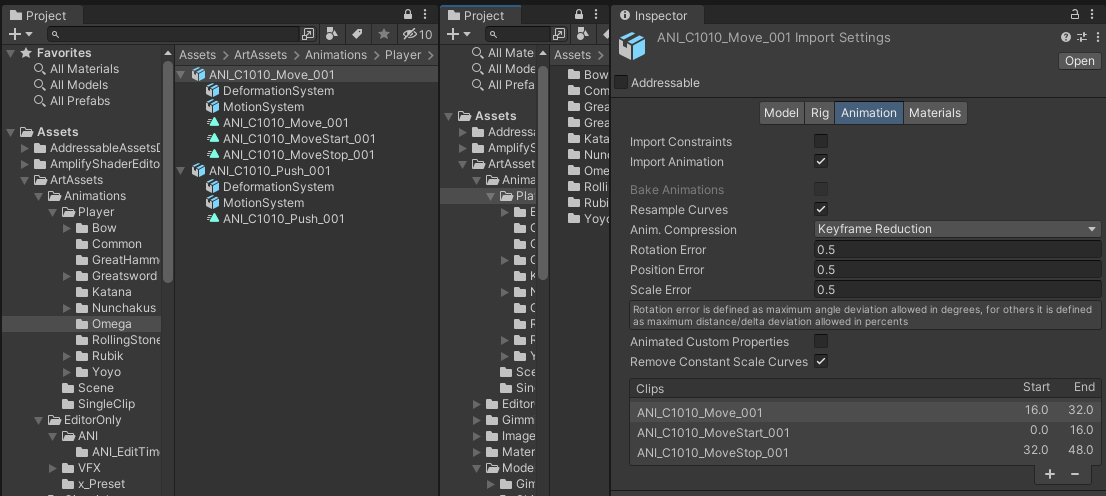 Project
10
Favorites
All Materials
All Models
All Prefabs
Assets
AddressableAssetsD
AmplifyShaderEditor
ArtAssets
Animations
Player
Bow
Common
GreatHamm
Greatsword
Katana
Nunchakus
Omega
RollingStone
Rubik
Yoyo
Scene
SingleClip
EditorOnly
ANI
ANI_EditTim
VFX
x_Preset
Assets > ArtAssets > Animations > Player >
ANI_C1010_Move_001
DeformationSystem
MotionSystem
ANI_C1010_Move_001
ANI_C1010_MoveStart_001
ANI_C1010_MoveStop_001
ANI_C1010_Push_001
DeformationSystem
MotionSystem
ANI_C1010_Push_001
Project
All Mate
All Mode
All Prefa
Assets
Address
AmplifyS
ArtAsset
Anima
Pla
B
C
C
G
K
N
O
R
R
Y
Sce
Sin
Editor
Gimm
Image
Mater
Model
Gim
Assets >
Bow
Com
Great
Great
Katana
Nunch
Ome
Rolling
Rubi
Yoyo
Inspector
ANI_C1010_Move_001 Import Settings
Open
Addressable
Model Rig Animation Materials
Import Constraints
Import Animation
Bake Animations
Resample Curves
Anim. Compression Keyframe Reduction
Rotation Error 0.5
Position Error 0.5
Scale Error 0.5
Rotation error is defined as maximum angle deviation allowed in degrees, for others it is defined
as maximum distance/delta deviation allowed in percents
Animated Custom Properties
Remove Constant Scale Curves
Clips Start End
ANI_C1010_Move_001 16.0 32.0
ANI_C1010_MoveStart_001 0.0 16.0
ANI_C1010_MoveStop_001 32.0 48.0